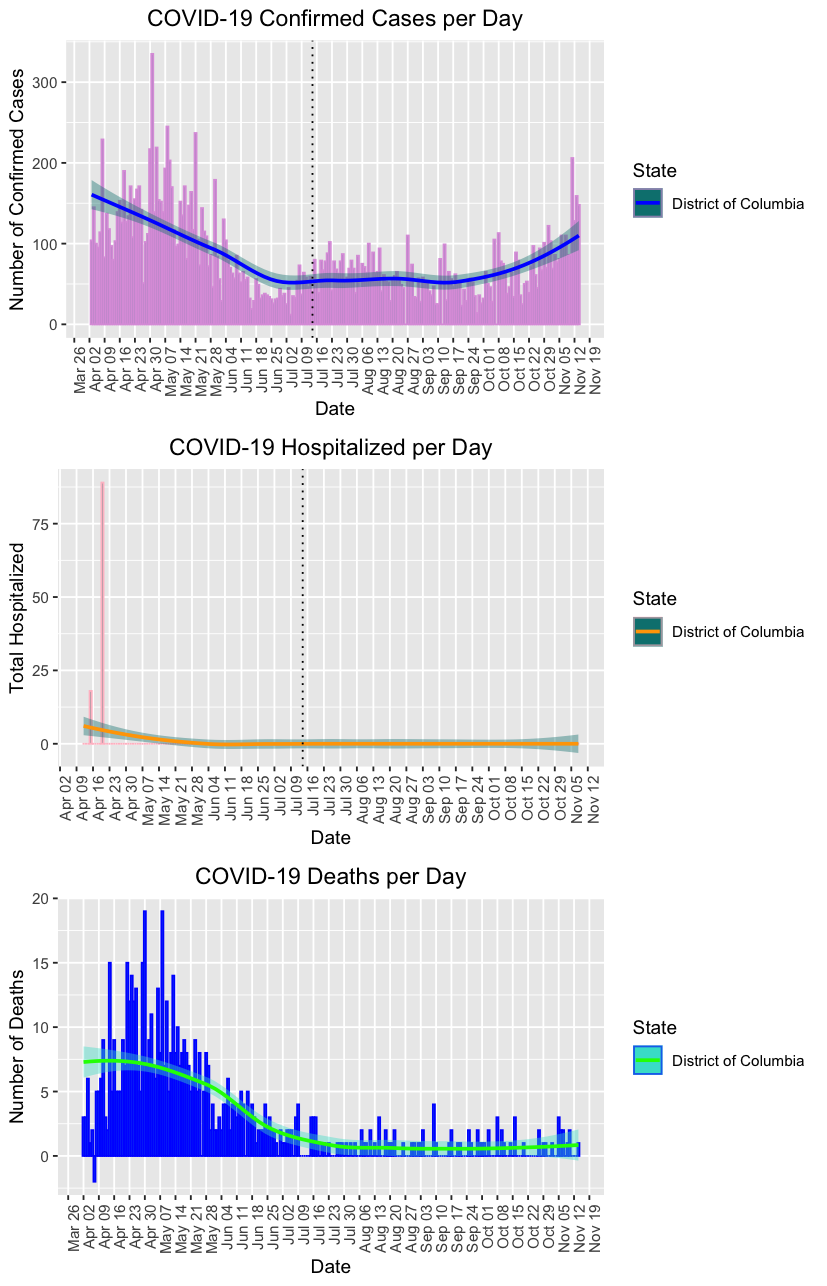 COVID-19 Confirmed Cases per Day
Number of Confirmed Cases
300
200
100
0
Mar 26
Apr 02
Apr 09
Apr 16
Apr 23
Apr 30
May 07
May 14
May 21
May 28
Jun 04
Jun 11
Jun 18
Jun 25
Jul 02
Jul 09
Jul 16
Jul 23
Jul 30
Aug 06
Aug 13
Aug 20
Aug 27
Sep 03
Sep 10
Sep 17
Sep 24
Oct 01
Oct 08
Oct 15
Oct 22
Oct 29
Nov 05
Nov 12
Nov 19
Date
State
District of Columbia
COVID-19 Hospitalized per Day
Total Hospitalized
75
50
25
0
Apr 02
Apr 09
Apr 16
Apr 23
Apr 30
May 07
May 14
May 21
May 28
Jun 04
Jun 11
Jun 18
Jun 25
Jul 02
Jul 09
Jul 16
Jul 23
Jul 30
Aug 06
Aug 13
Aug 20
Aug 27
Sep 03
Sep 10
Sep 17
Sep 24
Oct 01
Oct 08
Oct 15
Oct 22
Oct 29
Nov 05
Nov 12
Date
State
District of Columbia
COVID-19 Deaths per Day
Number of Deaths
20
15
10
5
0
Mar 26
Apr 02
Apr 09
Apr 16
Apr 23
Apr 30
May 07
May 14
May 21
May 28
Jun 04
Jun 11
Jun 18
Jun 25
Jul 02
Jul 09
Jul 16
Jul 23
Jul 30
Aug 06
Aug 13
Aug 20
Aug 27
Sep 03
Sep 10
Sep 17
Sep 24
Oct 01
Oct 08
Oct 15
Oct 22
Oct 29
Nov 05
Nov 12
Nov 19
Date
State
District of Columbia